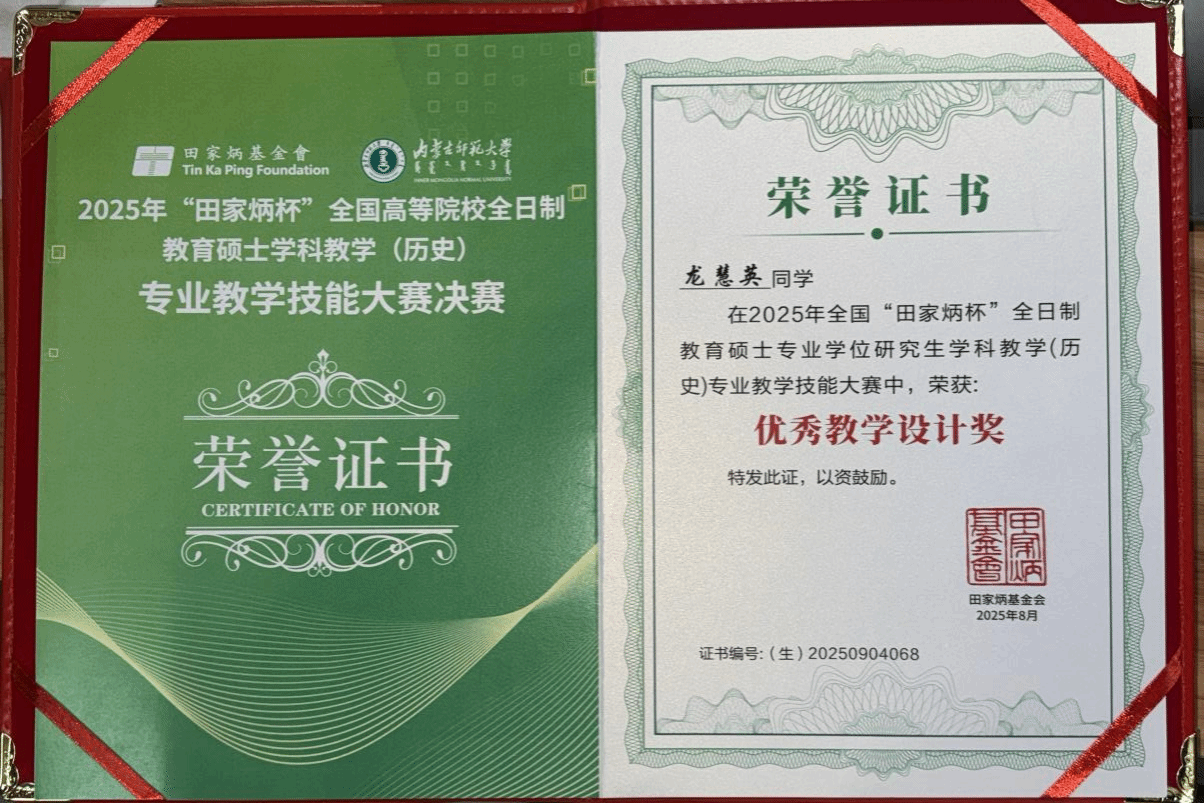 田家炳基金會
Tin Ka Ping Foundation
内蒙古师范大学
INNER MONGOLIA NORMAL UNIVERSITY
2025年“田家炳杯”全国高等院校全日制
教育硕士学科教学（历史）
专业教学技能大赛决赛
荣誉证书
CERTIFICATE OF HONOR
荣誉证书
龙慧英同学
在2025年全国“田家炳杯”全日制
教育硕士专业学位研究生学科教学(历
史)专业教学技能大赛中，荣获:
优秀教学设计奖
特发此证，以资鼓励。
田家炳
基金會
田家炳基金会
2025年8月
证书编号:（生）20250904068